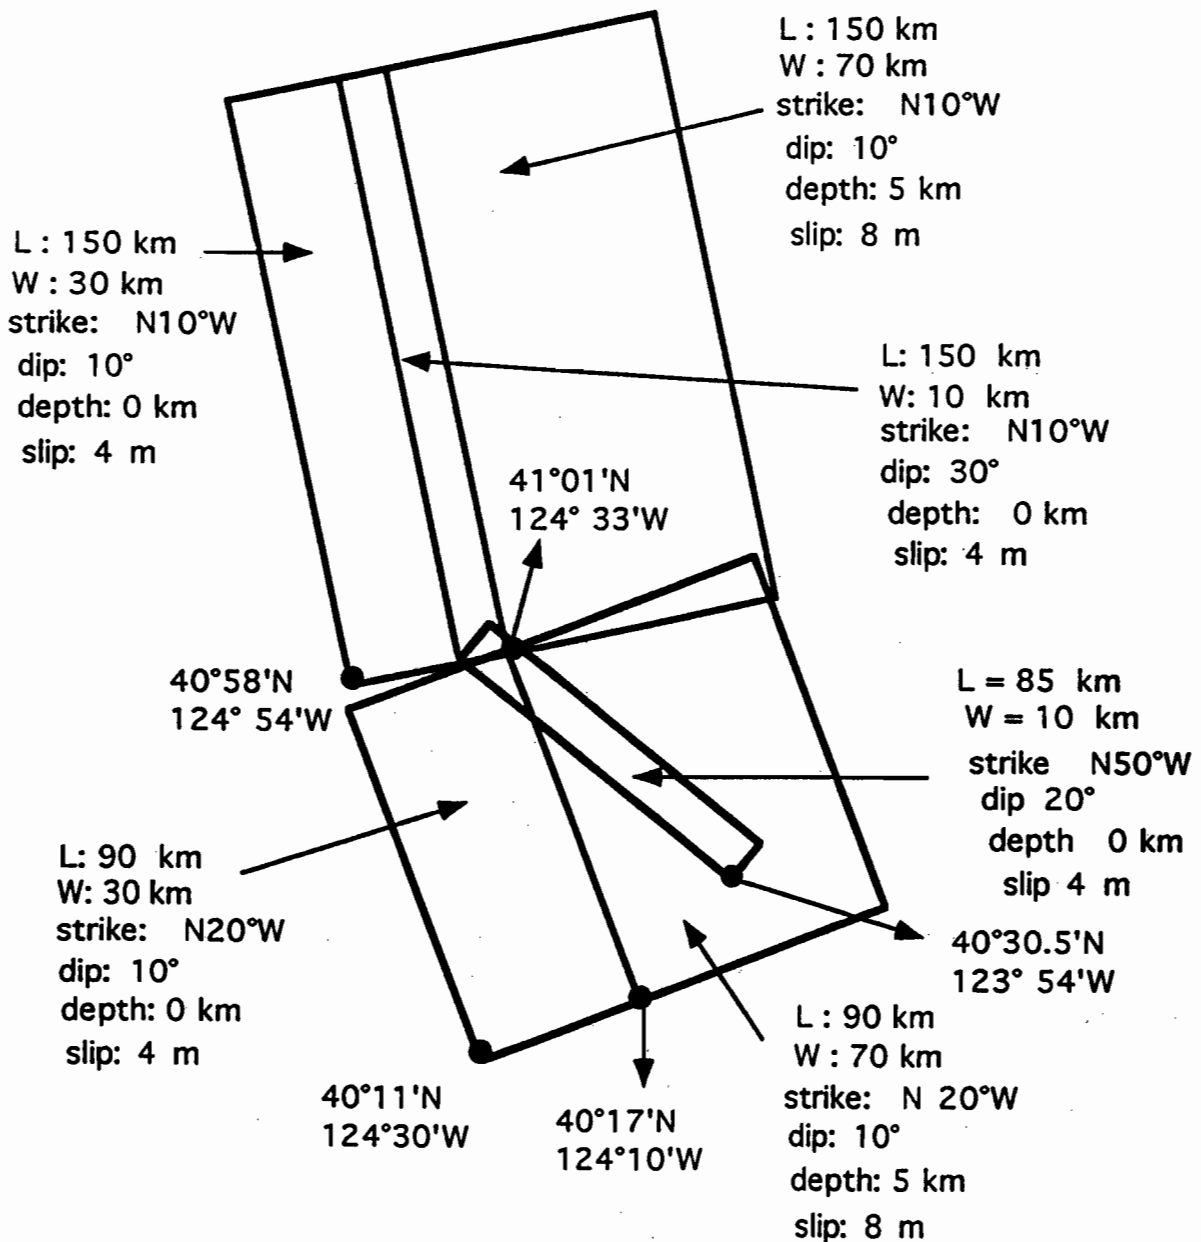 L : 150 km
W : 70 km
strike: N10°W
dip: 10°
depth: 5 km
slip: 8 m
L : 150 km
W : 30 km
strike: N10°W
dip: 10°
depth: 0 km
slip: 4 m
L: 150 km
W: 10 km
strike: N10°W
dip: 30°
depth: 0 km
slip: 4 m
41°01'N
124° 33'W
40°58'N
124° 54'W
L = 85 km
W = 10 km
strike N50°W
dip 20°
depth 0 km
slip 4 m
L: 90 km
W: 30 km
strike: N20°W
dip: 10°
depth: 0 km
slip: 4 m
40°30.5'N
123° 54'W
40°11'N
124°30'W
40°17'N
124°10'W
L : 90 km
W : 70 km
strike: N 20°W
dip: 10°
depth: 5 km
slip: 8 m